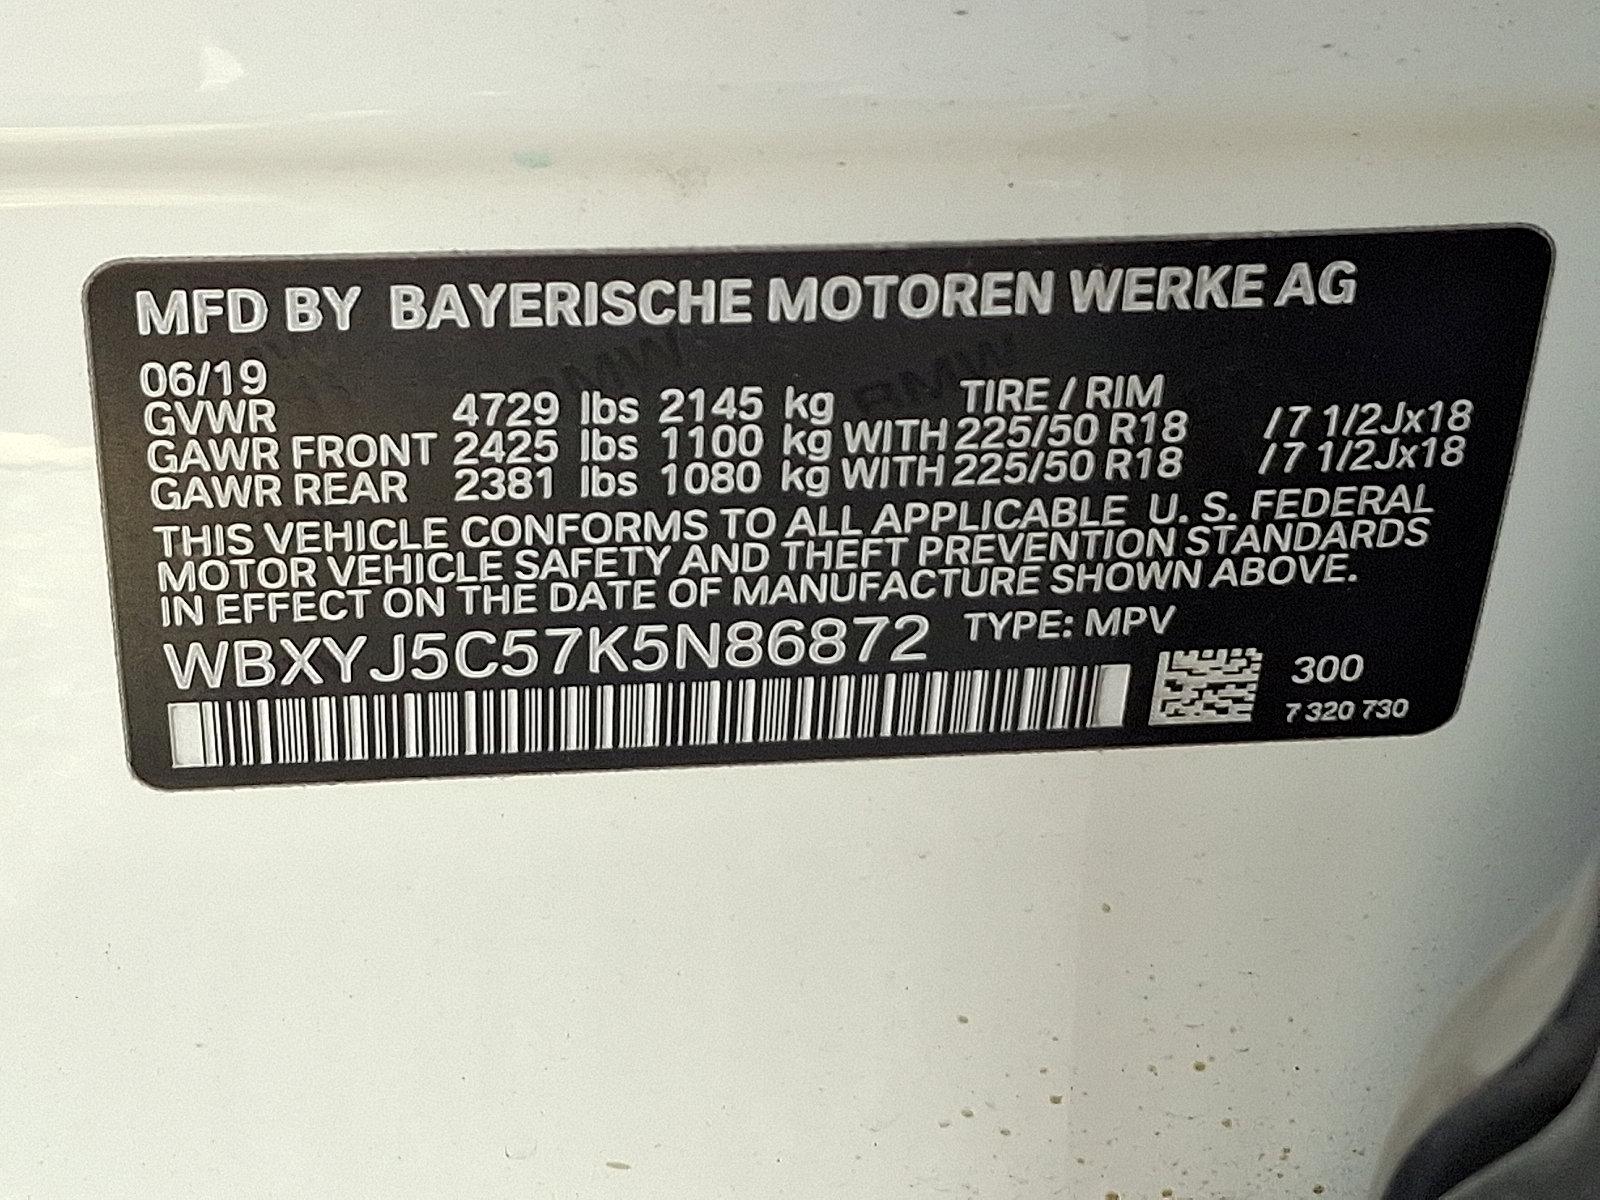 MFD BY BAYERISCHE MOTOREN WERKE AG
06/19
GVWR 4729 lbs 2145 kg TIRE / RIM
GAWR FRONT 2425 lbs 1100 kg WITH 225/50 R18 /7 1/2Jx18
GAWR REAR 2381 lbs 1080 kg WITH 225/50 R18 /7 1/2Jx18
THIS VEHICLE CONFORMS TO ALL APPLICABLE U. S. FEDERAL
MOTOR VEHICLE SAFETY AND THEFT PREVENTION STANDARDS
IN EFFECT ON THE DATE OF MANUFACTURE SHOWN ABOVE.
WBXYJ5C57K5N86872 TYPE: MPV
300
7 320 730